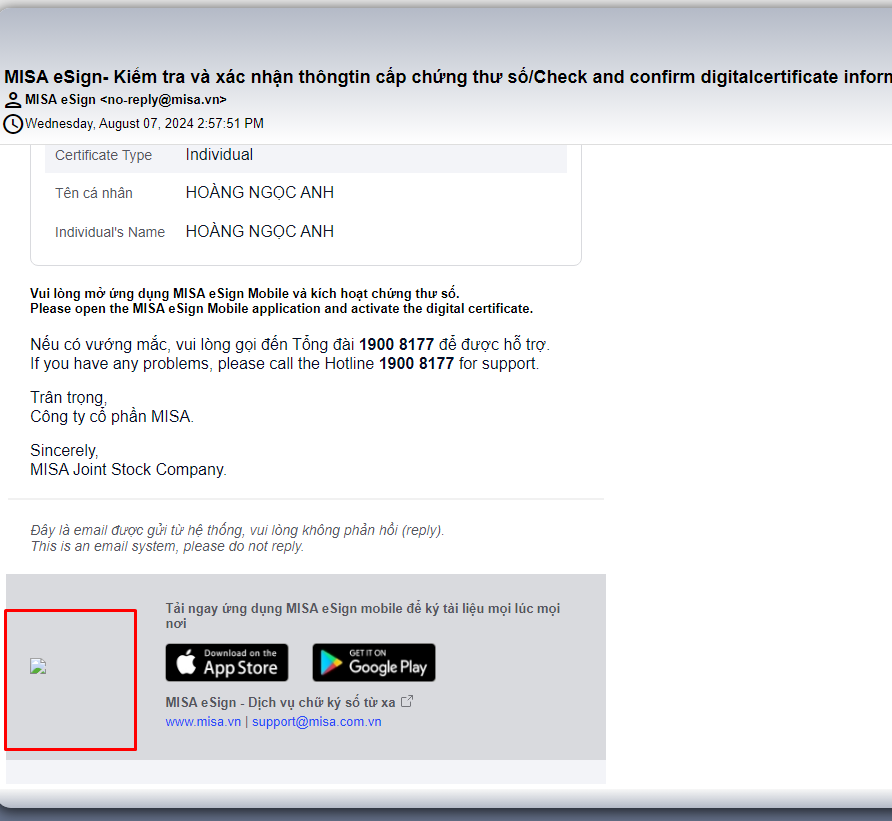 MISA eSign- Kiểm tra và xác nhận thôngtin cấp chứng thư số/Check and confirm digitalcertificate inforn
MISA eSign <no-reply@misa.vn>
Wednesday, August 07, 2024 2:57:51 PM
Certificate Type Individual
Tên cá nhân HOÀNG NGỌC ANH
Individual's Name HOÀNG NGỌC ANH
Vui lòng mở ứng dụng MISA eSign Mobile và kích hoạt chứng thư số.
Please open the MISA eSign Mobile application and activate the digital certificate.
Nếu có vướng mắc, vui lòng gọi đến Tổng đài 1900 8177 để được hỗ trợ.
If you have any problems, please call the Hotline 1900 8177 for support.
Trân trọng,
Công ty cổ phần MISA.
Sincerely,
MISA Joint Stock Company.
Đây là email được gửi từ hệ thống, vui lòng không phản hồi (reply).
This is an email system, please do not reply.
Tải ngay ứng dụng MISA eSign mobile để ký tài liệu mọi lúc mọi
nơi
Download on the
App Store
GET IT ON
Google Play
MISA eSign - Dịch vụ chữ ký số từ xa
www.misa.vn | support@misa.com.vn